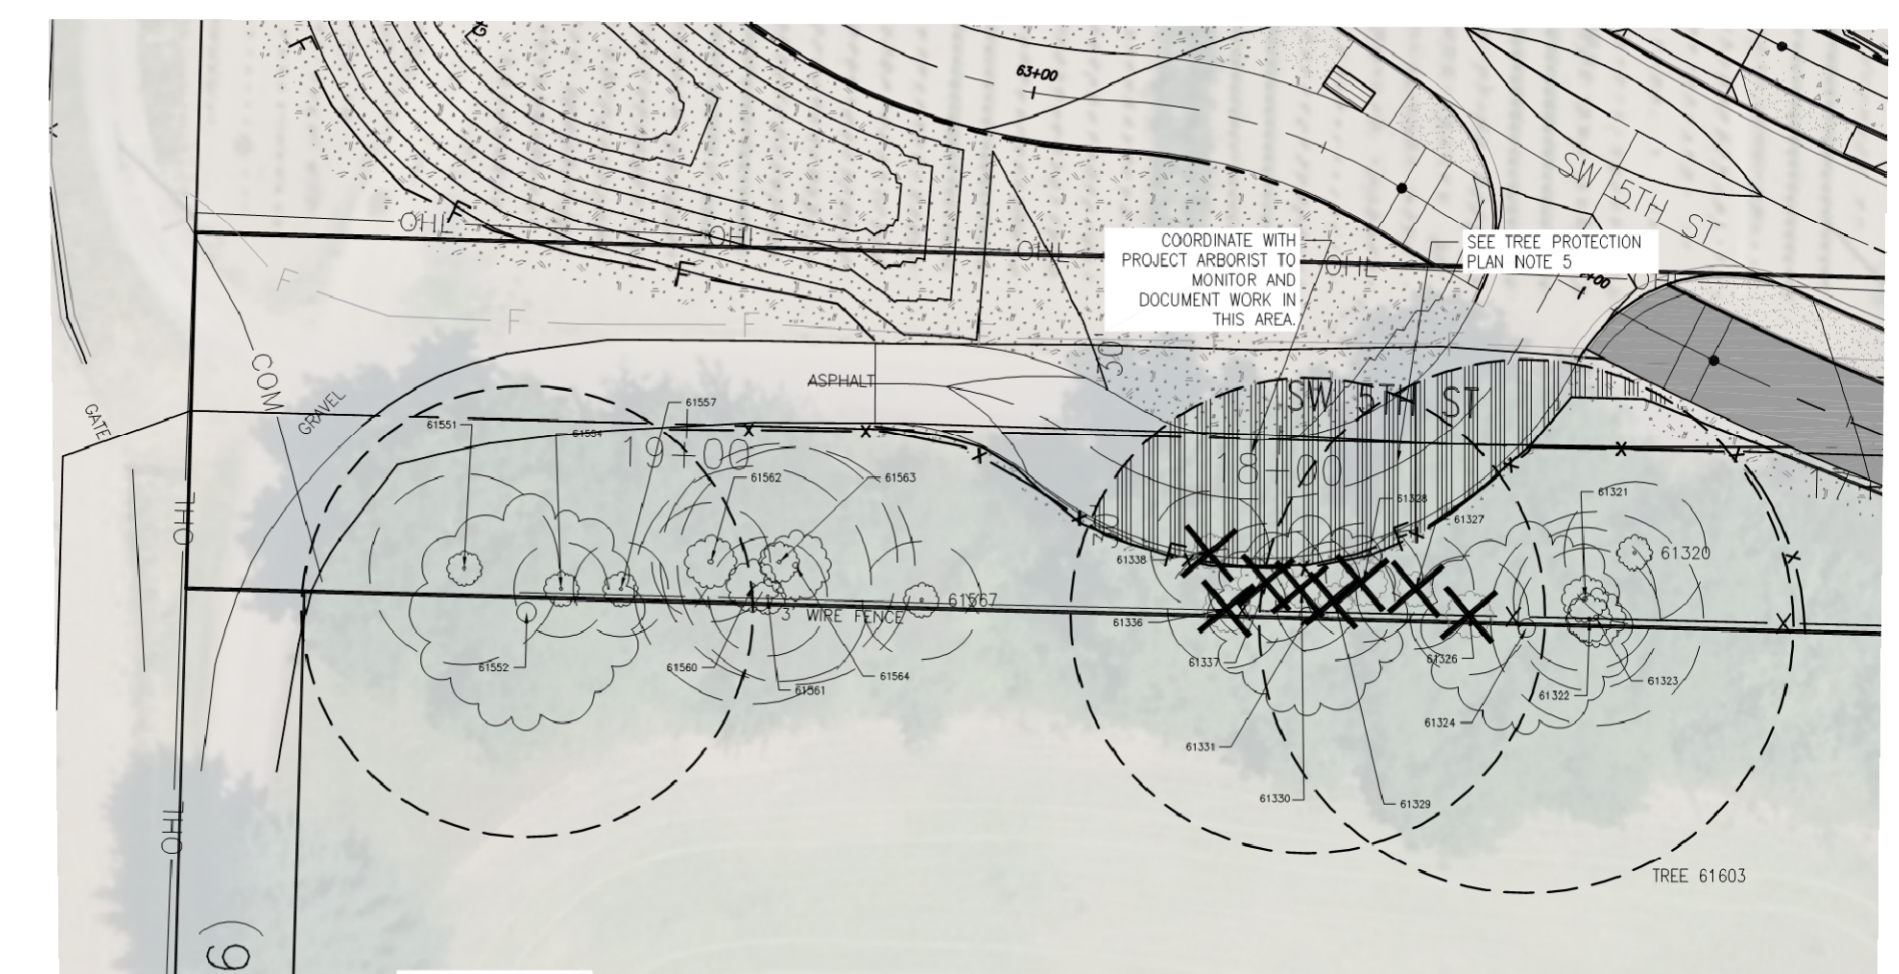 63+00
SW 5TH ST
F
F
OHL
OHL
OHL
OHL
COORDINATE WITH
PROJECT ARBORIST TO
MONITOR AND
DOCUMENT WORK IN
THIS AREA.
SEE TREE PROTECTION
PLAN NOTE 5
F
F
F
F
50
COM
GRAVEL
GATE
ASPHALT
SW 5TH ST
61557
61551
61554
19+00
18+00
61562
61563
61328
61321
61327
61320
OHL
61338
F
F
61567
3' WIRE FENCE
61336
61552
61560
61561
61564
61337
61326
61322
61323
61324
61331
61330
61329
OHL
TREE 61603
6)